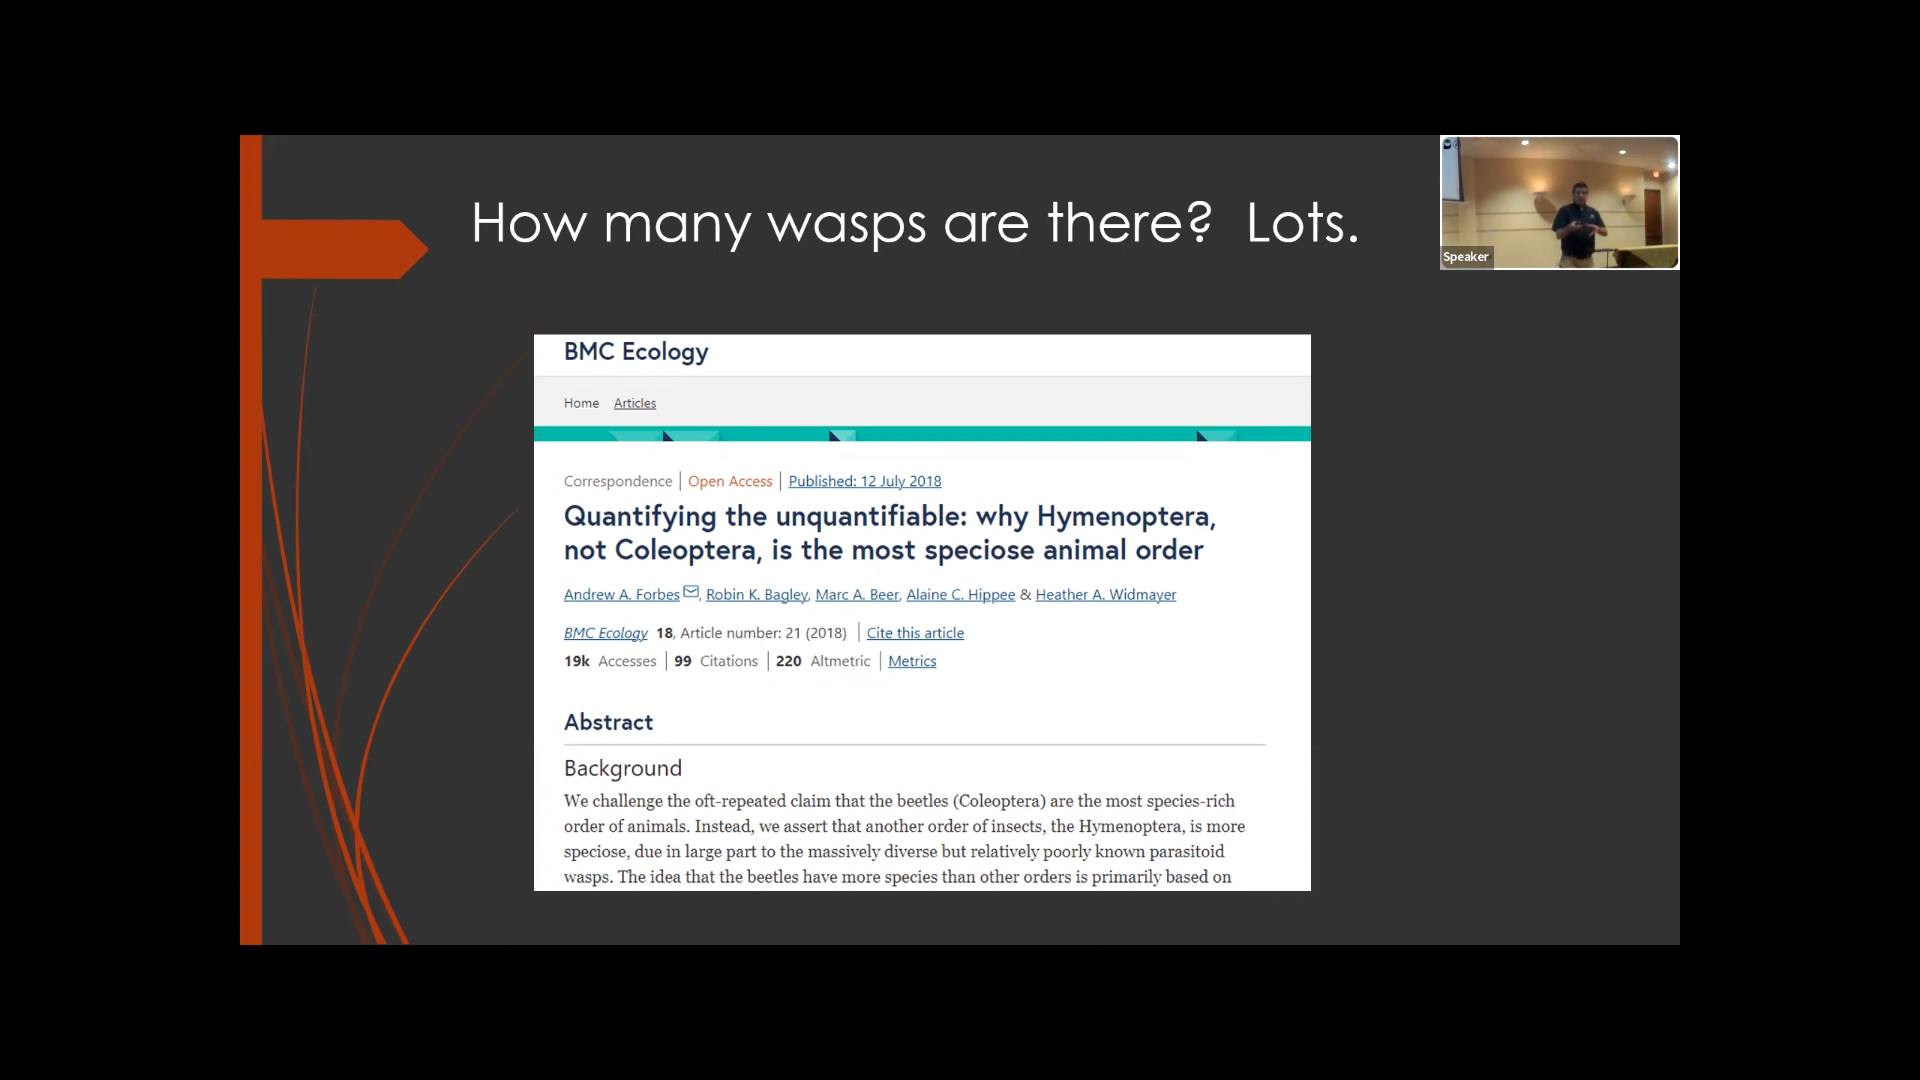 How many wasps are there? Lots.
Speaker
BMC Ecology
Home Articles
Correspondence | Open Access | Published: 12 July 2018
Quantifying the unquantifiable: why Hymenoptera,
not Coleoptera, is the most speciose animal order
Andrew A. Forbes, Robin K. Bagley, Marc A. Beer, Alaine C. Hippee & Heather A. Widmayer
BMC Ecology 18, Article number: 21 (2018) | Cite this article
19k Accesses | 99 Citations | 220 Altmetric | Metrics
Abstract
Background
We challenge the oft-repeated claim that the beetles (Coleoptera) are the most species-rich
order of animals. Instead, we assert that another order of insects, the Hymenoptera, is more
speciose, due in large part to the massively diverse but relatively poorly known parasitoid
wasps. The idea that the beetles have more species than other orders is primarily based on